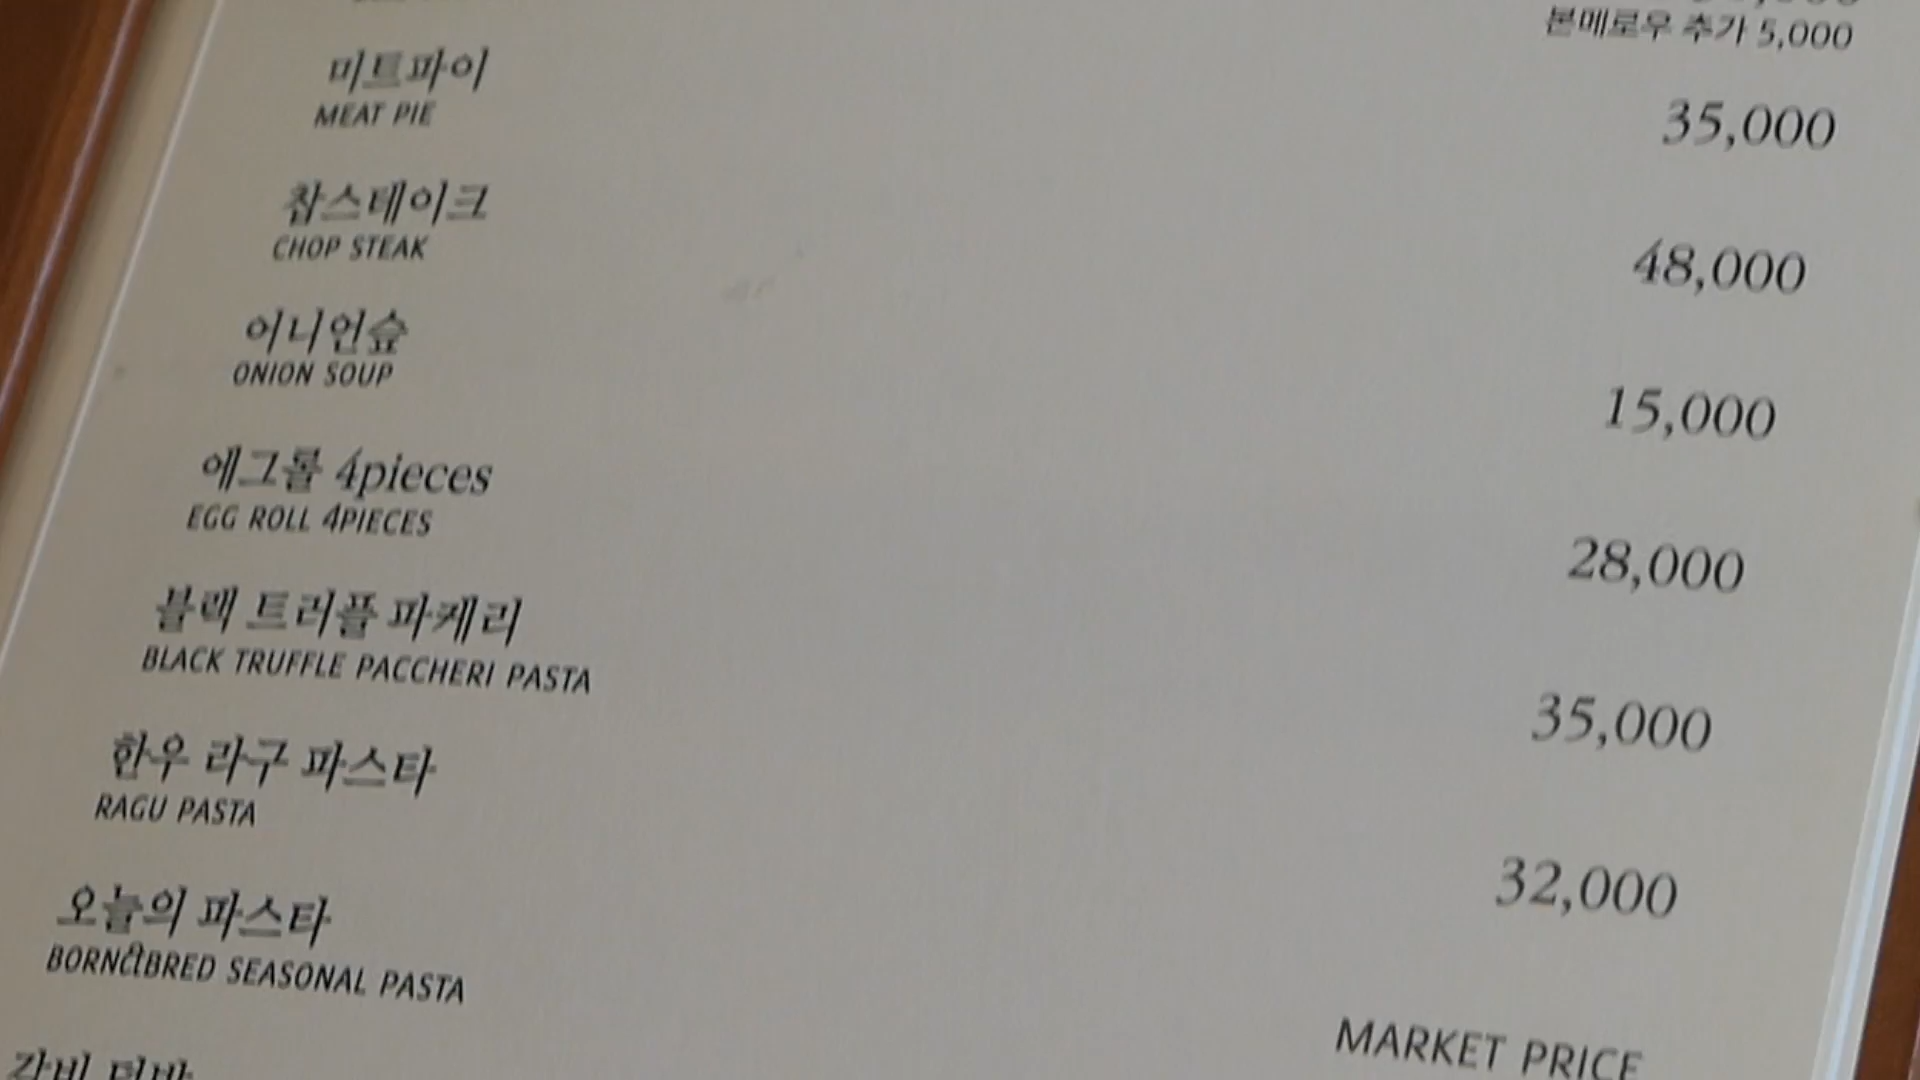 본메로우 추가 5,000
미트파이
MEAT PIE
35,000
찹스테이크
CHOP STEAK
48,000
어니언슾
ONION SOUP
15,000
에그롤 4pieces
EGG ROLL 4PIECES
28,000
블랙 트러플 파케리
BLACK TRUFFLE PACCHERI PASTA
35,000
한우 라구 파스타
RAGU PASTA
32,000
오늘의 파스타
BORN&BRED SEASONAL PASTA
MARKET PRICE